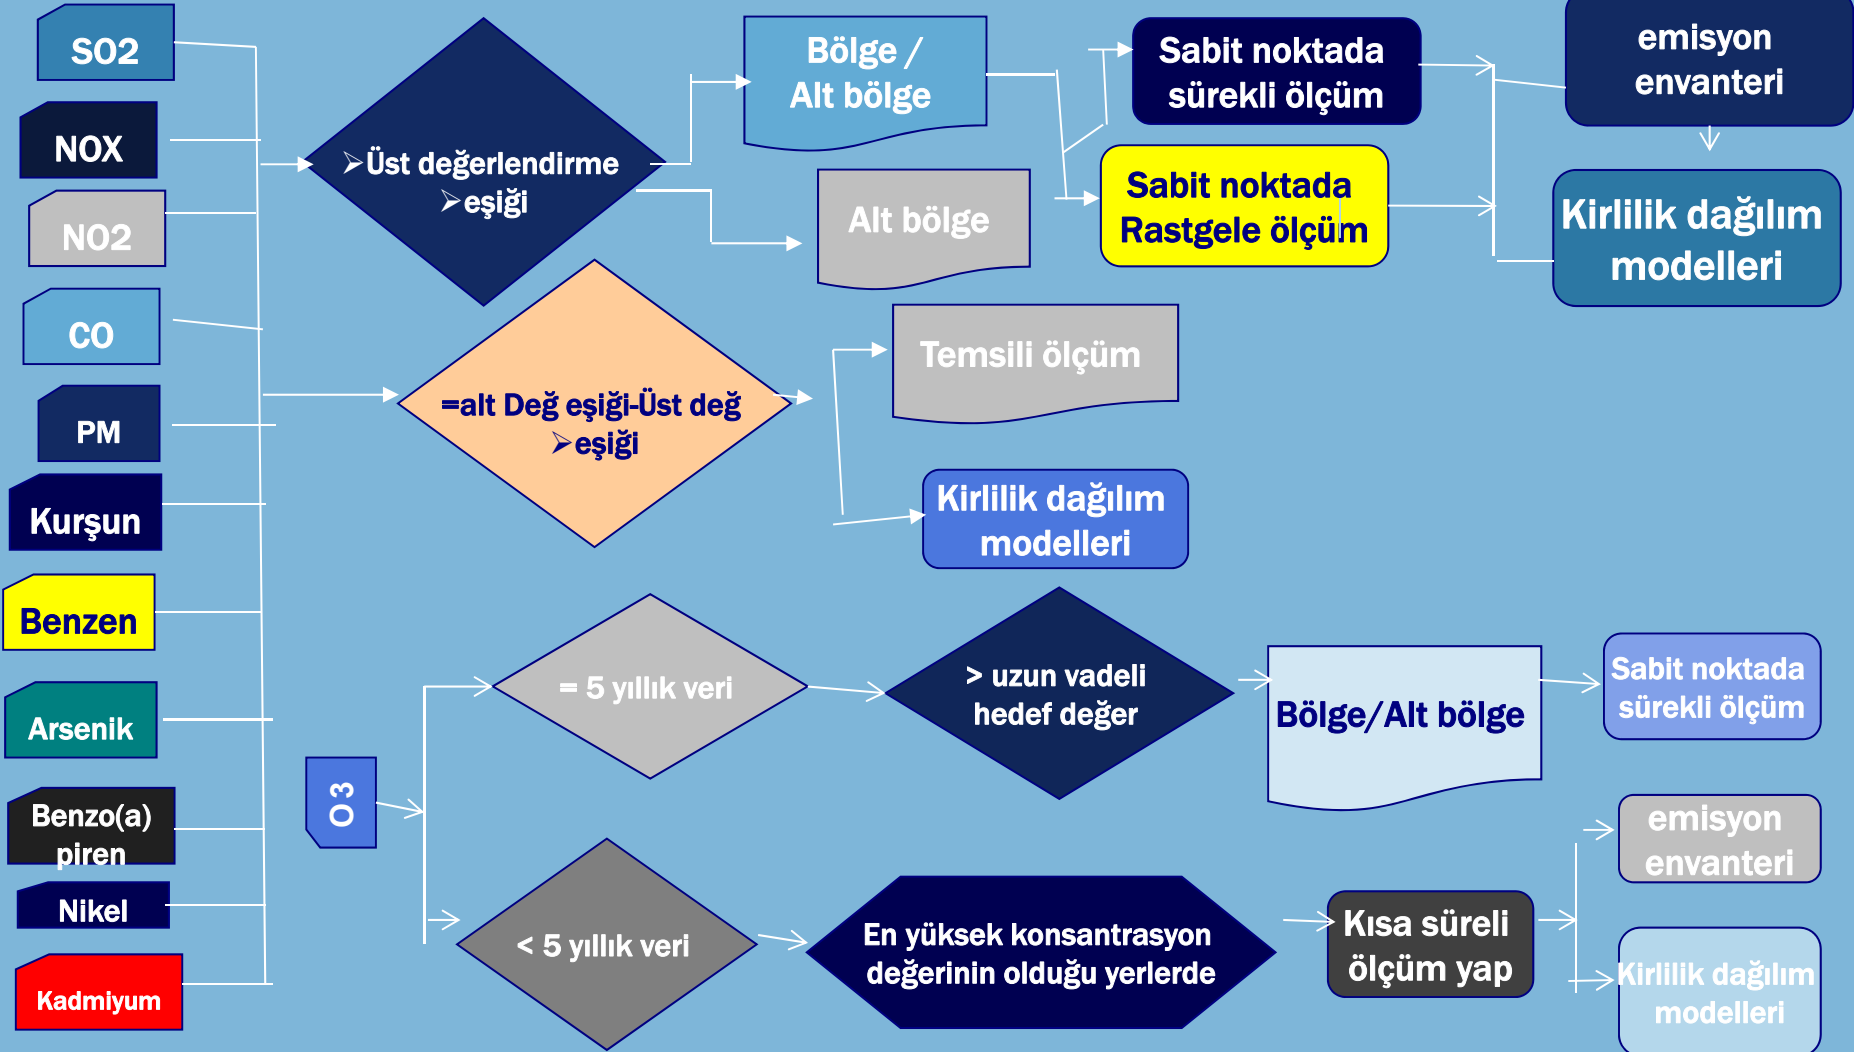 SO2
NOX
NO2
CO
PM
Kurşun
Benzen
Arsenik
Benzo(a)
piren
Nikel
Kadmiyum
➢Üst değerlendirme
➢eşiği
Bölge /
Alt bölge
Alt bölge
Sabit noktada
sürekli ölçüm
Sabit noktada
Rastgele ölçüm
emisyon
envanteri
Kirlilik dağılım
modelleri
=alt Değ eşiği-Üst değ
➢eşiği
Temsili ölçüm
Kirlilik dağılım
modelleri
O3
= 5 yıllık veri
> uzun vadeli
hedef değer
Bölge/Alt bölge
Sabit noktada
sürekli ölçüm
< 5 yıllık veri
En yüksek konsantrasyon
değerinin olduğu yerlerde
Kısa süreli
ölçüm yap
emisyon
envanteri
Kirlilik dağılım
modelleri